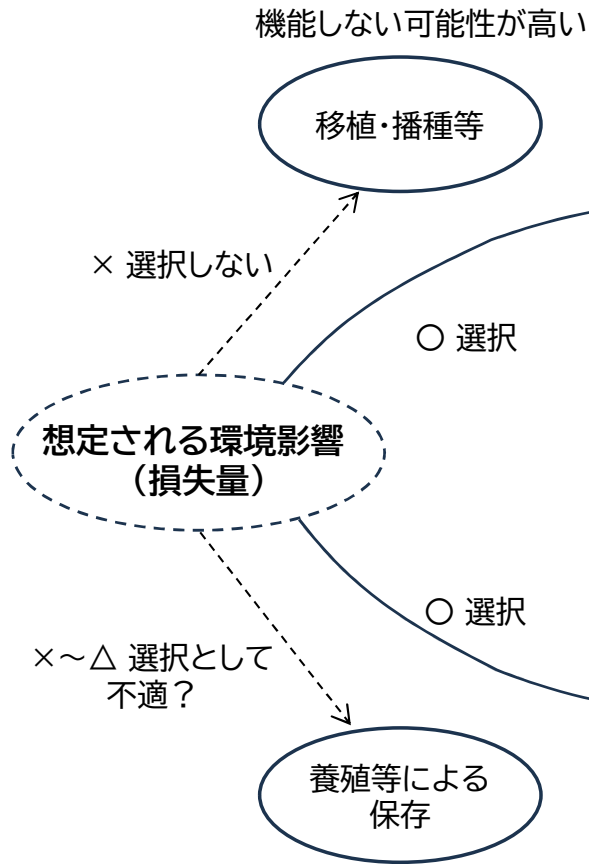 機能しない可能性が高い
移植・播種等
× 選択しない
〇 選択
想定される環境影響
（損失量）
〇 選択
×～△ 選択として
不適？
養殖等による
保存